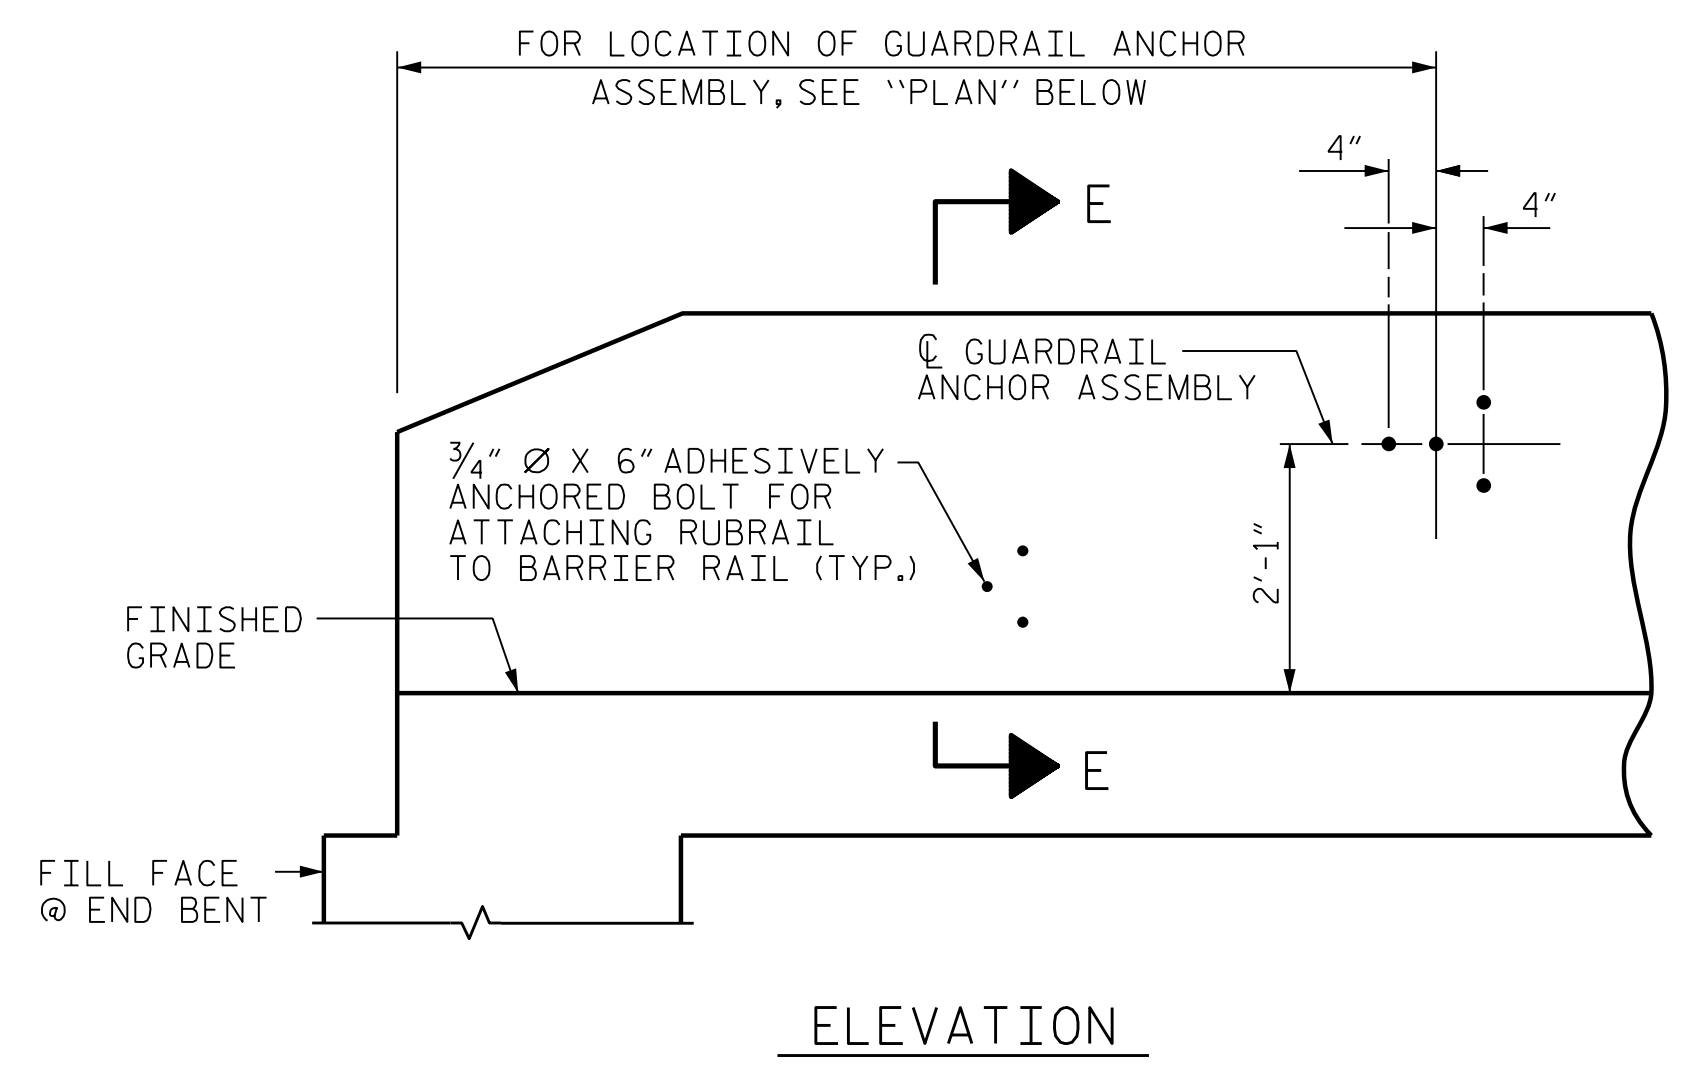 FOR LOCATION OF GUARDRAIL ANCHOR
ASSEMBLY, SEE "PLAN" BELOW
4"
4"
E
℄ GUARDRAIL
ANCHOR ASSEMBLY
3/4" Ø X 6" ADHESIVELY
ANCHORED BOLT FOR
ATTACHING RUBRAIL
TO BARRIER RAIL (TYP.)
2'-1"
FINISHED
GRADE
E
FILL FACE
@ END BENT
ELEVATION